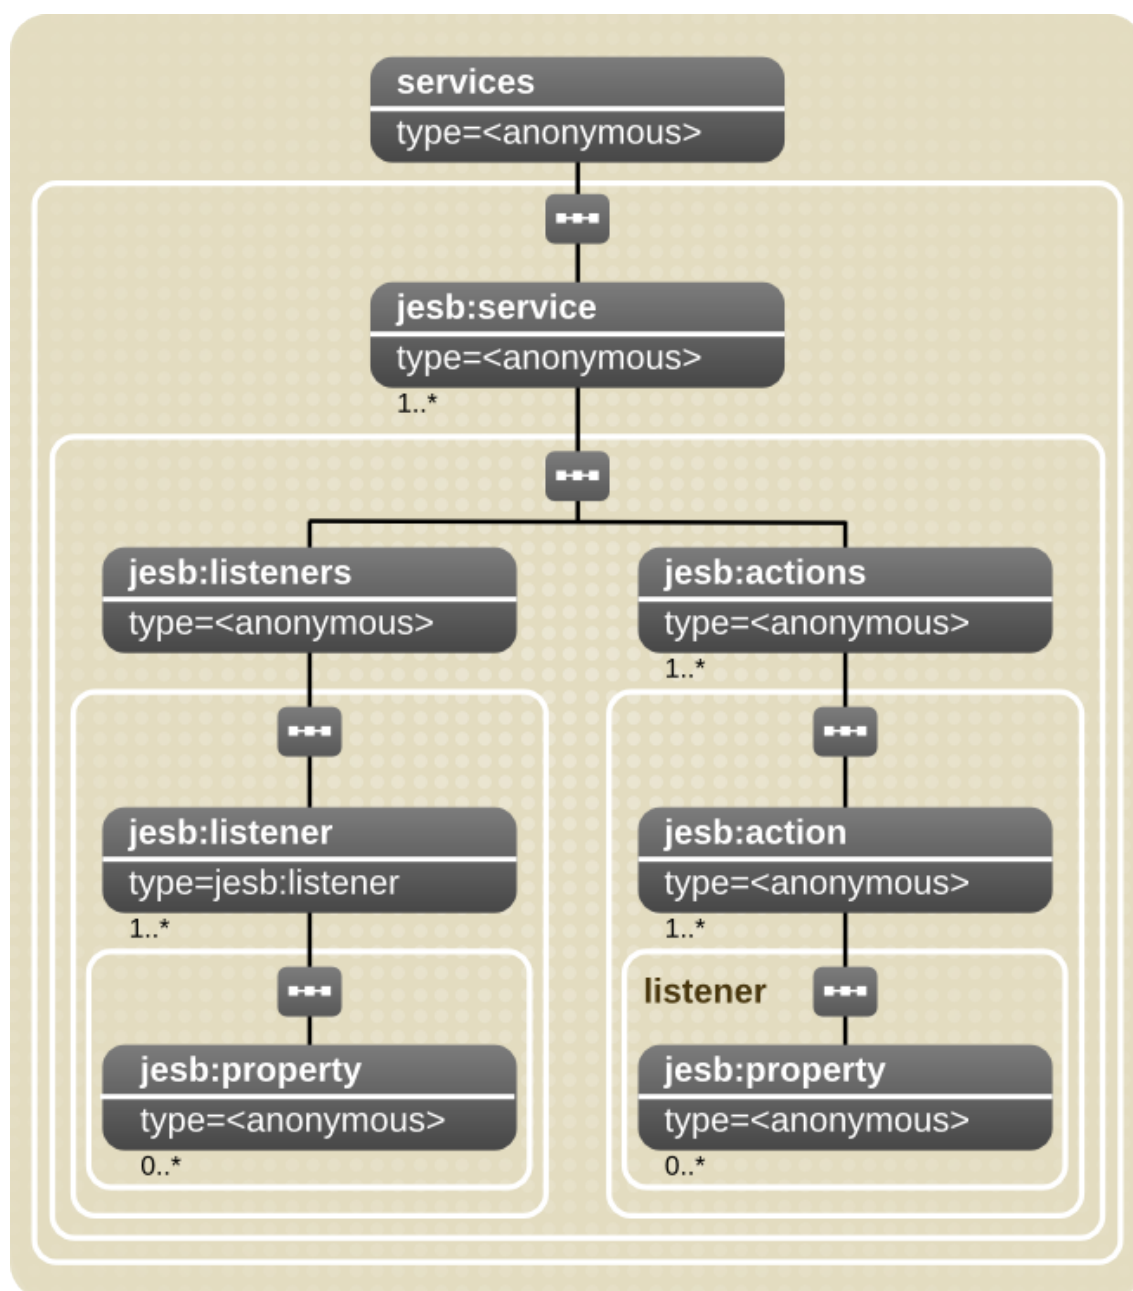 services
type=<anonymous>
jesb:service
type=<anonymous>
1..*
jesb:listeners
type=<anonymous>
jesb:actions
type=<anonymous>
1..*
jesb:listener
type=jesb:listener
1..*
jesb:action
type=<anonymous>
1..*
listener
jesb:property
type=<anonymous>
0..*
jesb:property
type=<anonymous>
0..*